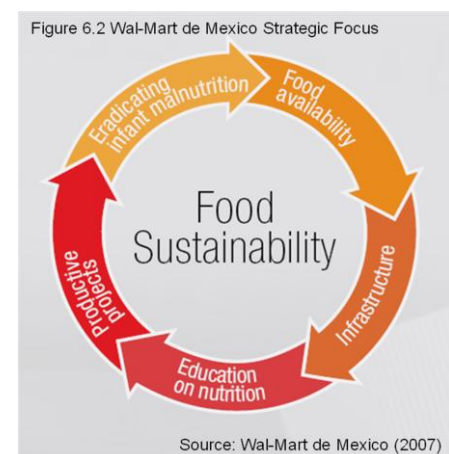 Figure 6.2 Wal-Mart de Mexico Strategic Focus
Eradicating
infant malnutrition
Food
availability
Food
Sustainability
Infrastructure
Education
on nutrition
Productive
projects
Source: Wal-Mart de Mexico (2007)